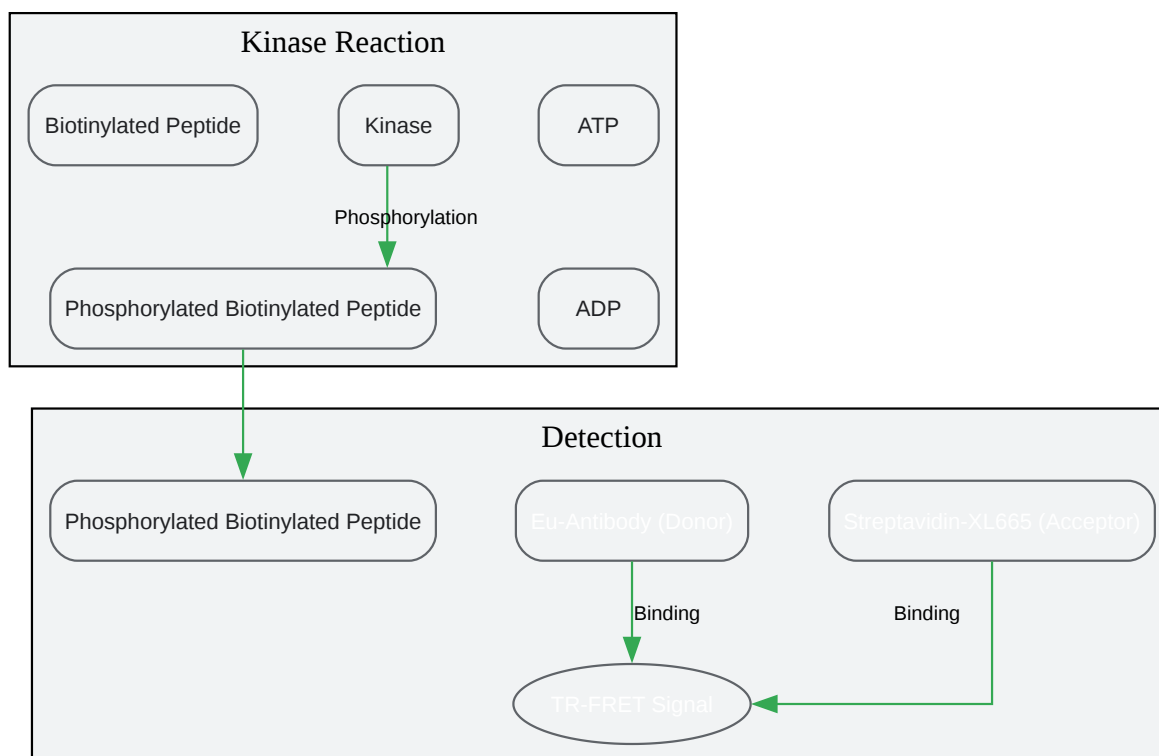 Kinase Reaction
Biotinylated Peptide
Kinase
ATP
Phosphorylation
Phosphorylated Biotinylated Peptide
ADP
Detection
Phosphorylated Biotinylated Peptide
Eu-Antibody (Donor)
Streptavidin-XL665 (Acceptor)
Binding
Binding
TR-FRET Signal